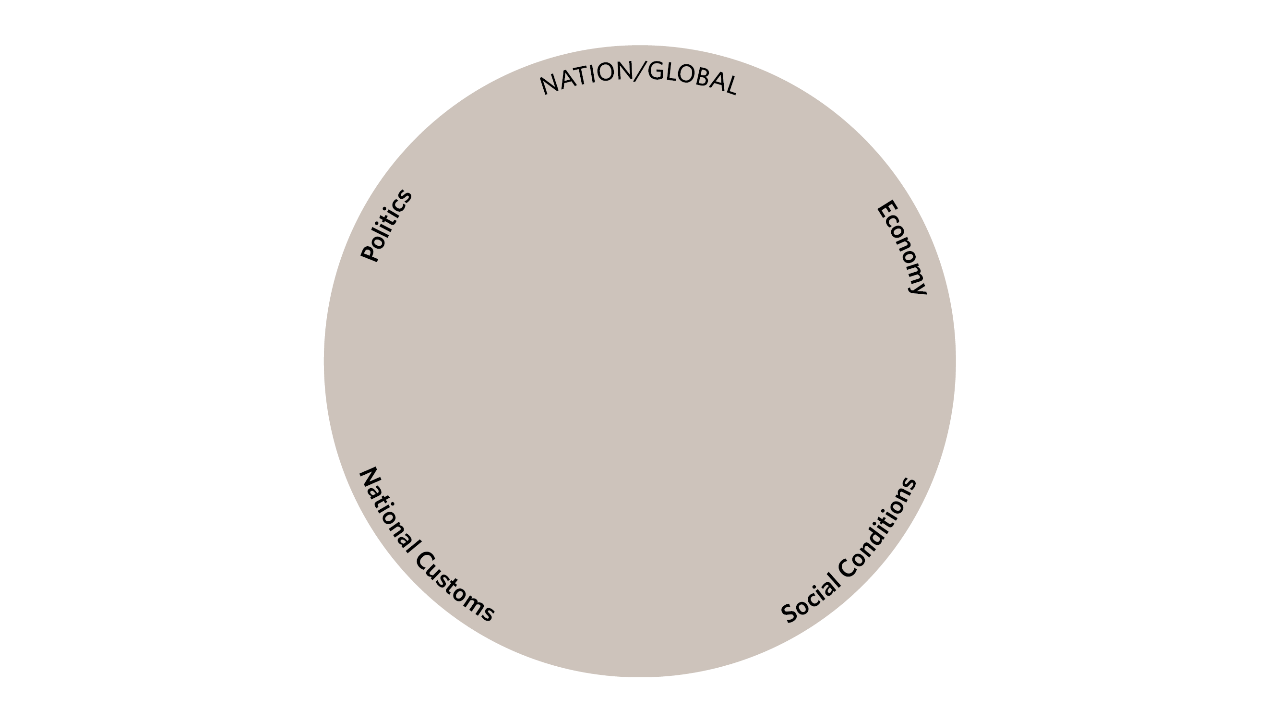 NATION/GLOBAL
Politics
Economy
National Customs
Social Conditions